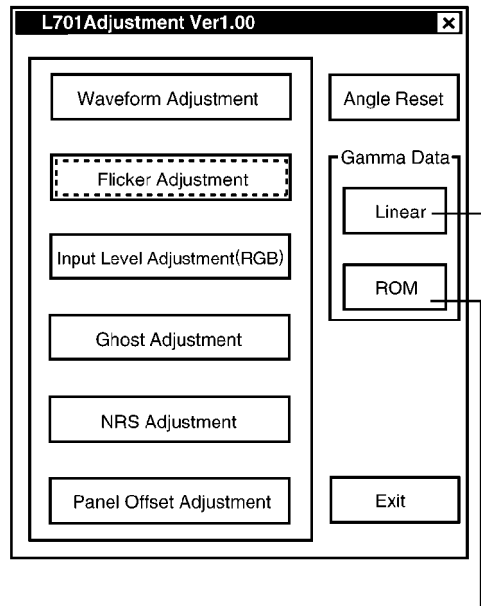 L701Adjustment Ver1.00
Waveform Adjustment
Flicker Adjustment
Input Level Adjustment(RGB)
Ghost Adjustment
NRS Adjustment
Panel Offset Adjustment
Angle Reset
Gamma Data
Linear
ROM
Exit